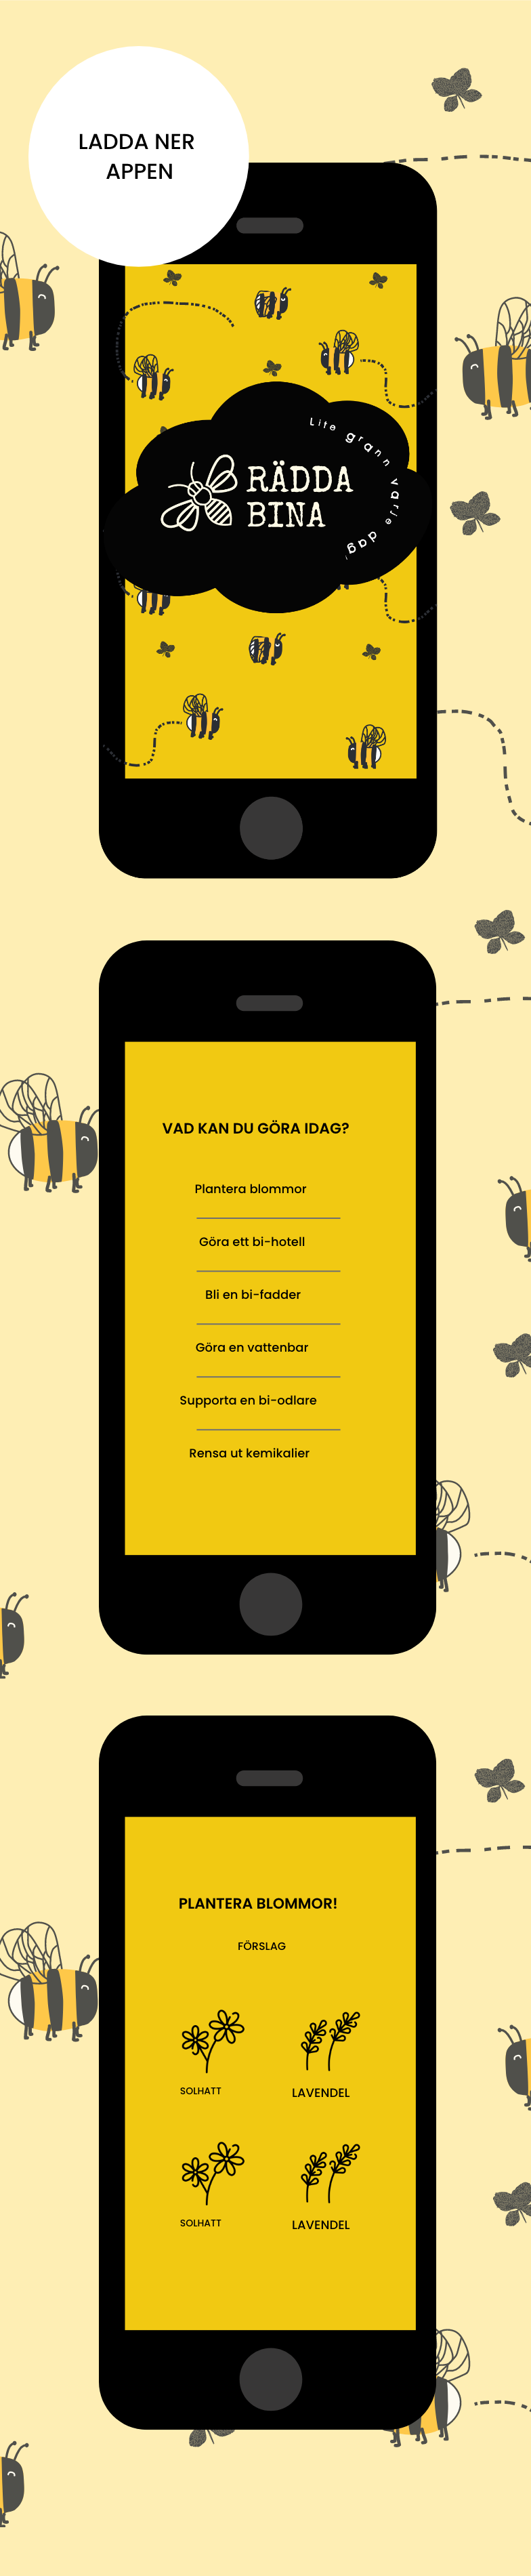 LADDA NER
APPEN
Lite grann varje dag!
RÄDDA
BINA
VAD KAN DU GÖRA IDAG?
Plantera blommor
Göra ett bi-hotell
Bli en bi-fadder
Göra en vattenbar
Supporta en bi-odlare
Rensa ut kemikalier
PLANTERA BLOMMOR!
FÖRSLAG
SOLHATT
LAVENDEL
SOLHATT
LAVENDEL